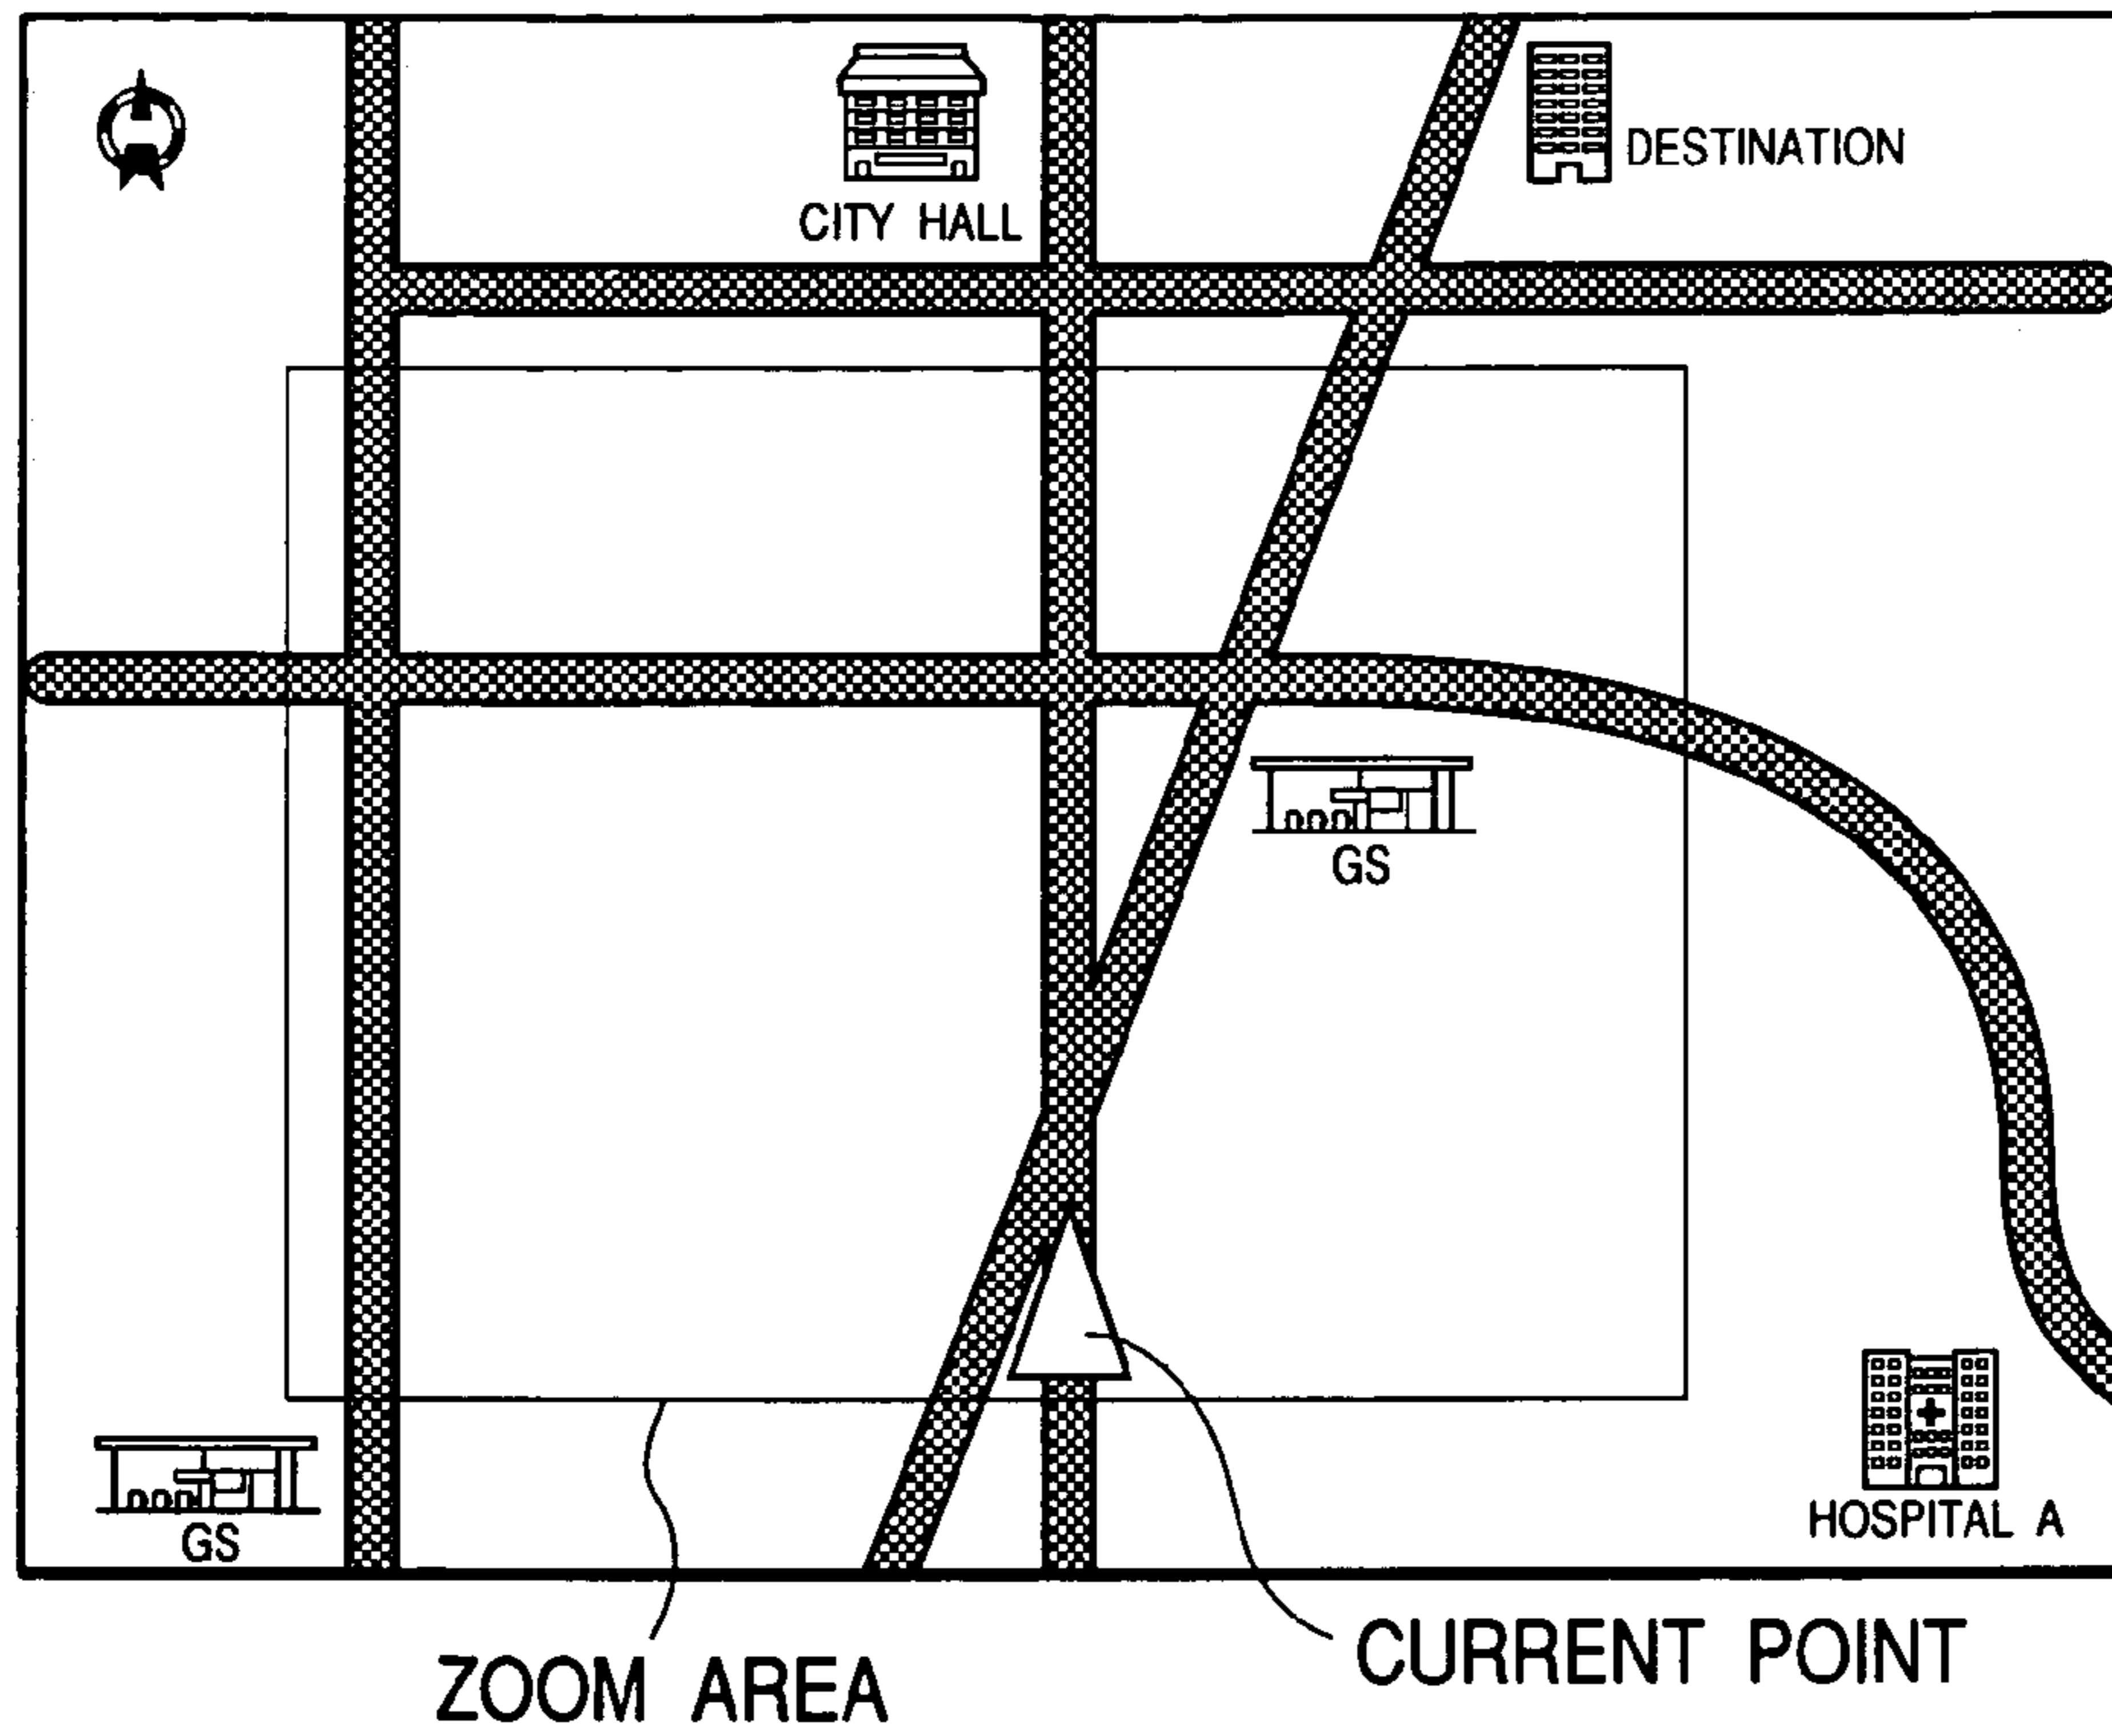 DESTINATION
CITY HALL
GS
HOSPITAL A
GS
CURRENT POINT
ZOOM AREA